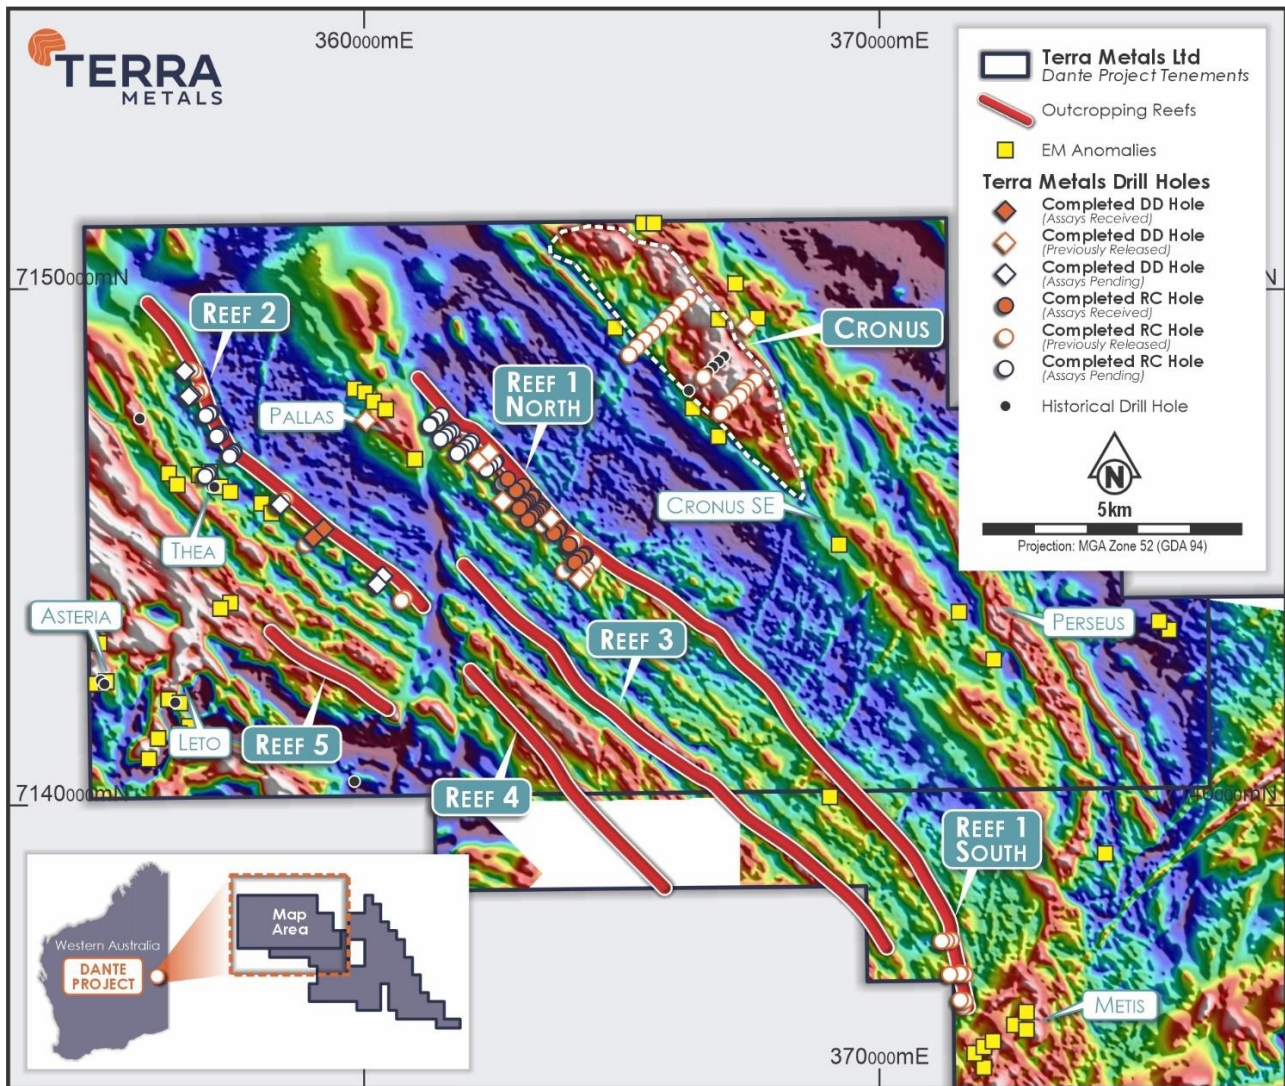 360000mE
370000mE
TERRA
METALS
Terra Metals Ltd
Dante Project Tenements
Outcropping Reefs
EM Anomalies
Terra Metals Drill Holes
Completed DD Hole
(Assays Received)
Completed DD Hole
(Previously Released)
Completed DD Hole
(Assays Pending)
Completed RC Hole
(Assays Received)
Completed RC Hole
(Previously Released)
Completed RC Hole
(Assays Pending)
Historical Drill Hole
N
5km
Projection: MGA Zone 52 (GDA 94)
7150000mN
N
REEF 2
CRONUS
REEF 1
NORTH
PALLAS
CRONUS SE
THEA
ASTERIA
PERSEUS
REEF 3
LETO
REEF 5
REEF 4
7140000mN
REEF 1
SOUTH
Map
Area
Western Australia
DANTE
PROJECT
METIS
370000mE